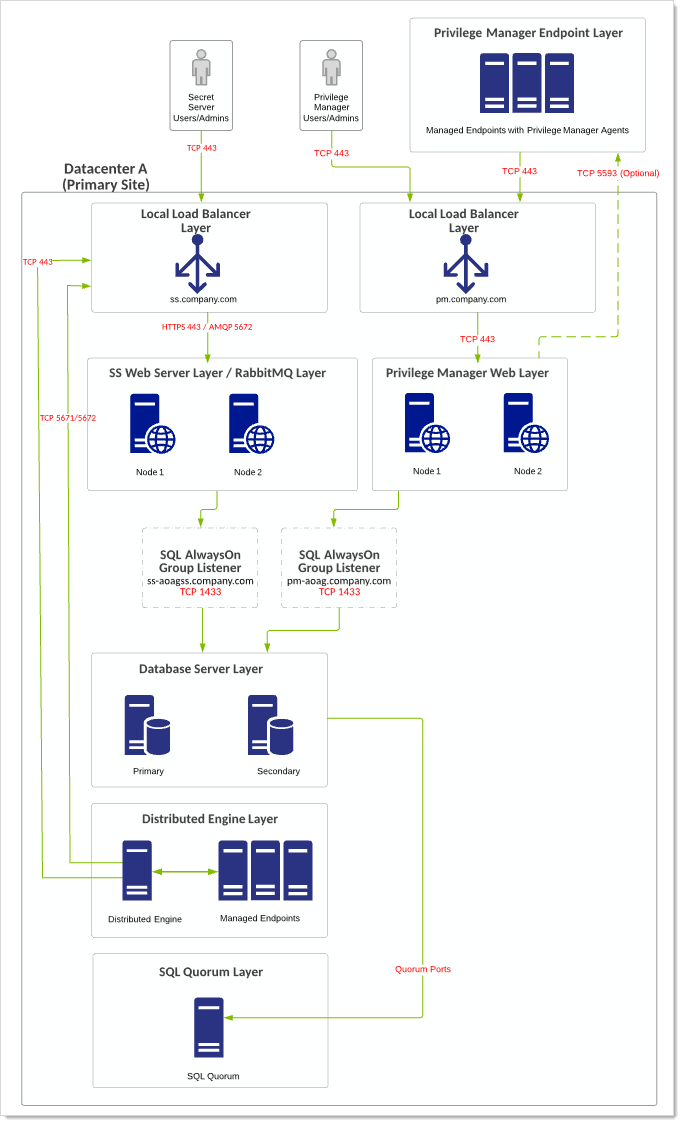 Privilege Manager Endpoint Layer
Managed Endpoints with Privilege Manager Agents
Secret
Server
Users/Admins
Privilege
Manager
Users/Admins
TCP 443
TCP 443
TCP 443
TCP 5593 (Optional)
Datacenter A
(Primary Site)
Local Load Balancer
Layer
ss.company.com
Local Load Balancer
Layer
pm.company.com
TCP 443
HTTPS 443 / AMQP 5672
TCP 443
SS Web Server Layer / RabbitMQ Layer
Node 1
Node 2
Privilege Manager Web Layer
Node 1
Node 2
TCP 5671/5672
SQL AlwaysOn
Group Listener
ss-aoagss.company.com
TCP 1433
SQL AlwaysOn
Group Listener
pm-aoag.company.com
TCP 1433
Database Server Layer
Primary
Secondary
Distributed Engine Layer
Distributed Engine
Managed Endpoints
Quorum Ports
SQL Quorum Layer
SQL Quorum